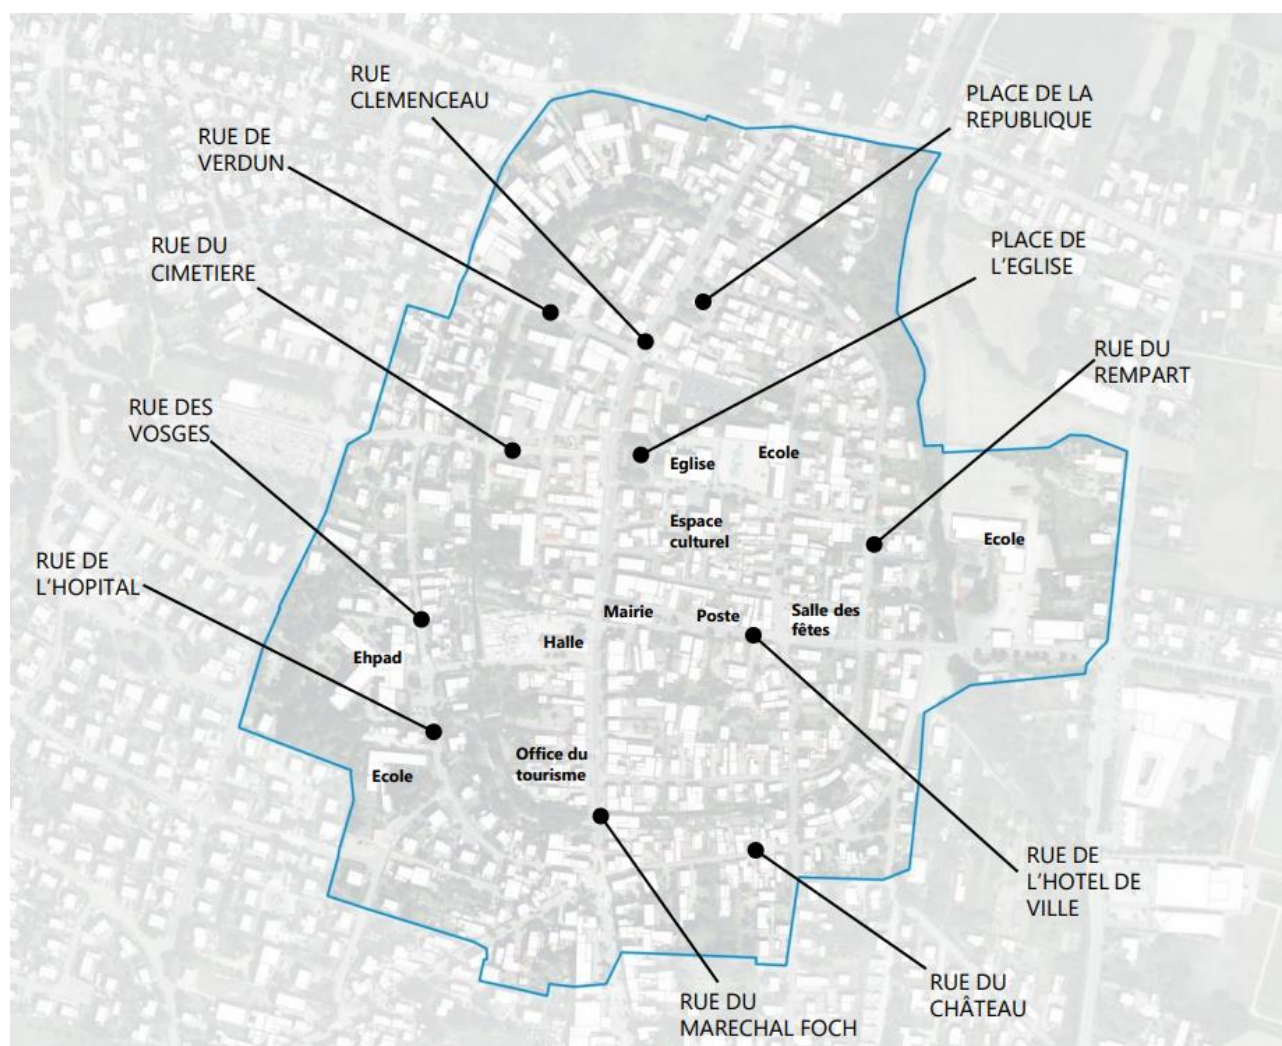 RUE
CLEMENCEAU
PLACE DE LA
REPUBLIQUE
RUE DE
VERDUN
RUE DU
CIMETIERE
PLACE DE
L'EGLISE
RUE DU
REMPART
RUE DES
VOSGES
Eglise
Ecole
Espace
culturel
Ecole
RUE DE
L'HOPITAL
Mairie
Poste
Salle des
fêtes
Halle
Ehpad
Office du
tourisme
Ecole
RUE DE
L'HOTEL DE
VILLE
RUE DU
CHÂTEAU
RUE DU
MARECHAL FOCH